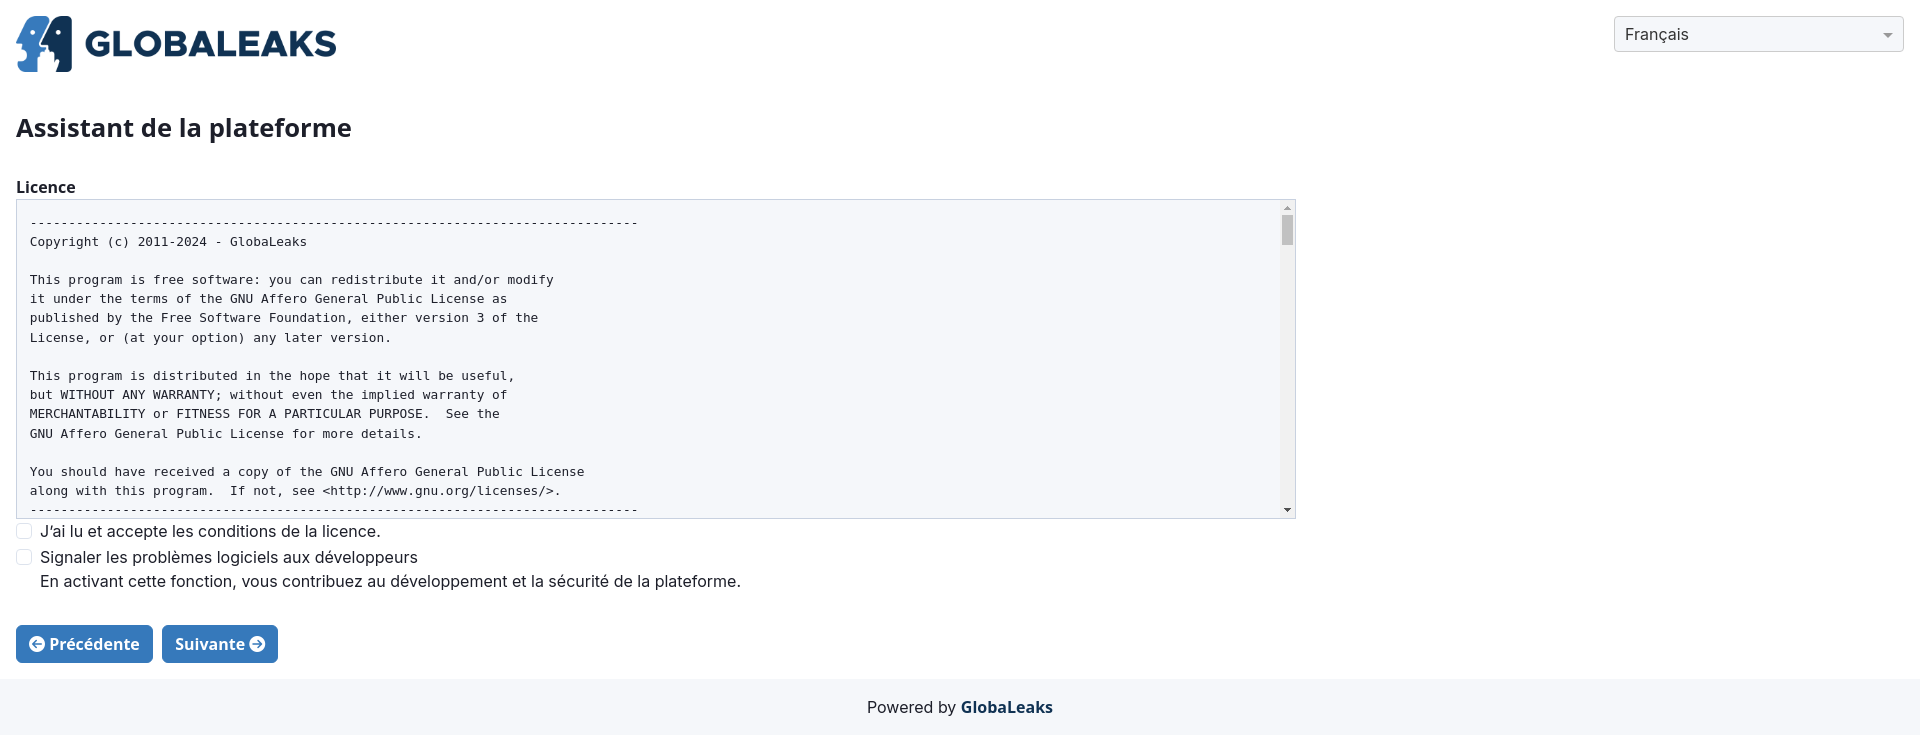 GLOBALEAKS
Français
Assistant de la plateforme
Licence
-------------------------------------------------------------------------------
Copyright (c) 2011-2024 - GlobaLeaks
This program is free software: you can redistribute it and/or modify
it under the terms of the GNU Affero General Public License as
published by the Free Software Foundation, either version 3 of the
License, or (at your option) any later version.
This program is distributed in the hope that it will be useful,
but WITHOUT ANY WARRANTY; without even the implied warranty of
MERCHANTABILITY or FITNESS FOR A PARTICULAR PURPOSE.  See the
GNU Affero General Public License for more details.
You should have received a copy of the GNU Affero General Public License
along with this program.  If not, see <http://www.gnu.org/licenses/>.
-------------------------------------------------------------------------------
J'ai lu et accepte les conditions de la licence.
Signaler les problèmes logiciels aux développeurs
En activant cette fonction, vous contribuez au développement et la sécurité de la plateforme.
Précédente
Suivante
Powered by GlobaLeaks